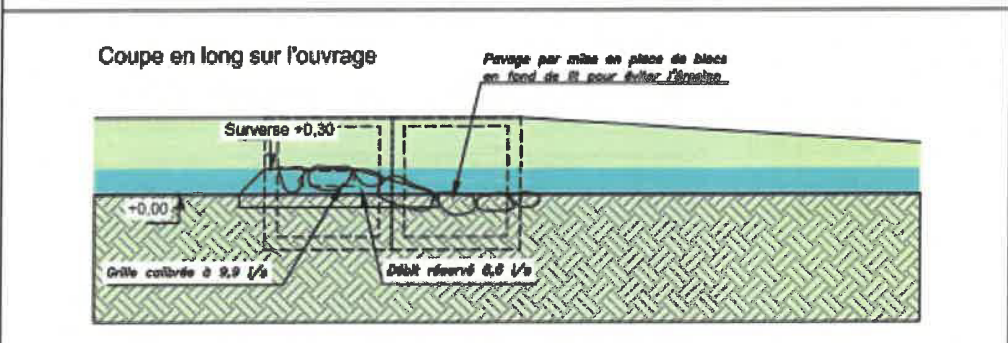 Coupe en long sur l'ouvrage
Pavage par mise en place de blocs
en fond de lit pour éviter l'érosion
Surverse +0,30
+0,00
Grille calibrée à 9,9 l/s
Débit réservé 6,6 l/s